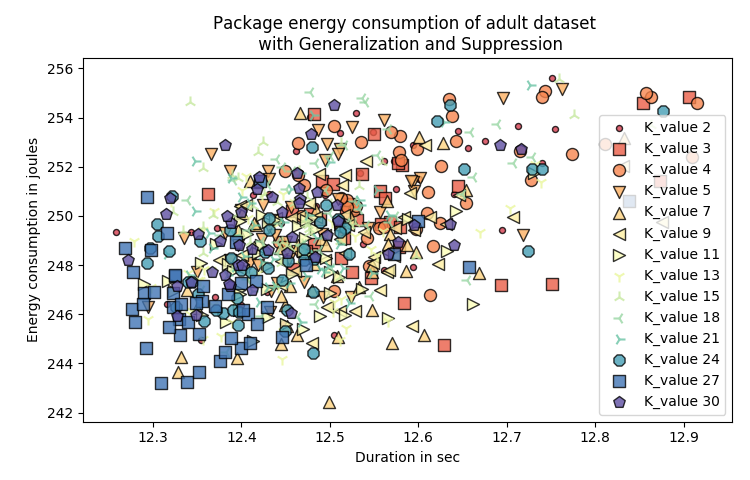 Package energy consumption of adult dataset
with Generalization and Suppression
Energy consumption in joules
256
254
252
250
248
246
244
242
12.3
12.4
12.5
12.6
12.7
12.8
12.9
Duration in sec
K_value 2
K_value 3
K_value 4
K_value 5
K_value 7
K_value 9
K_value 11
K_value 13
K_value 15
K_value 18
K_value 21
K_value 24
K_value 27
K_value 30